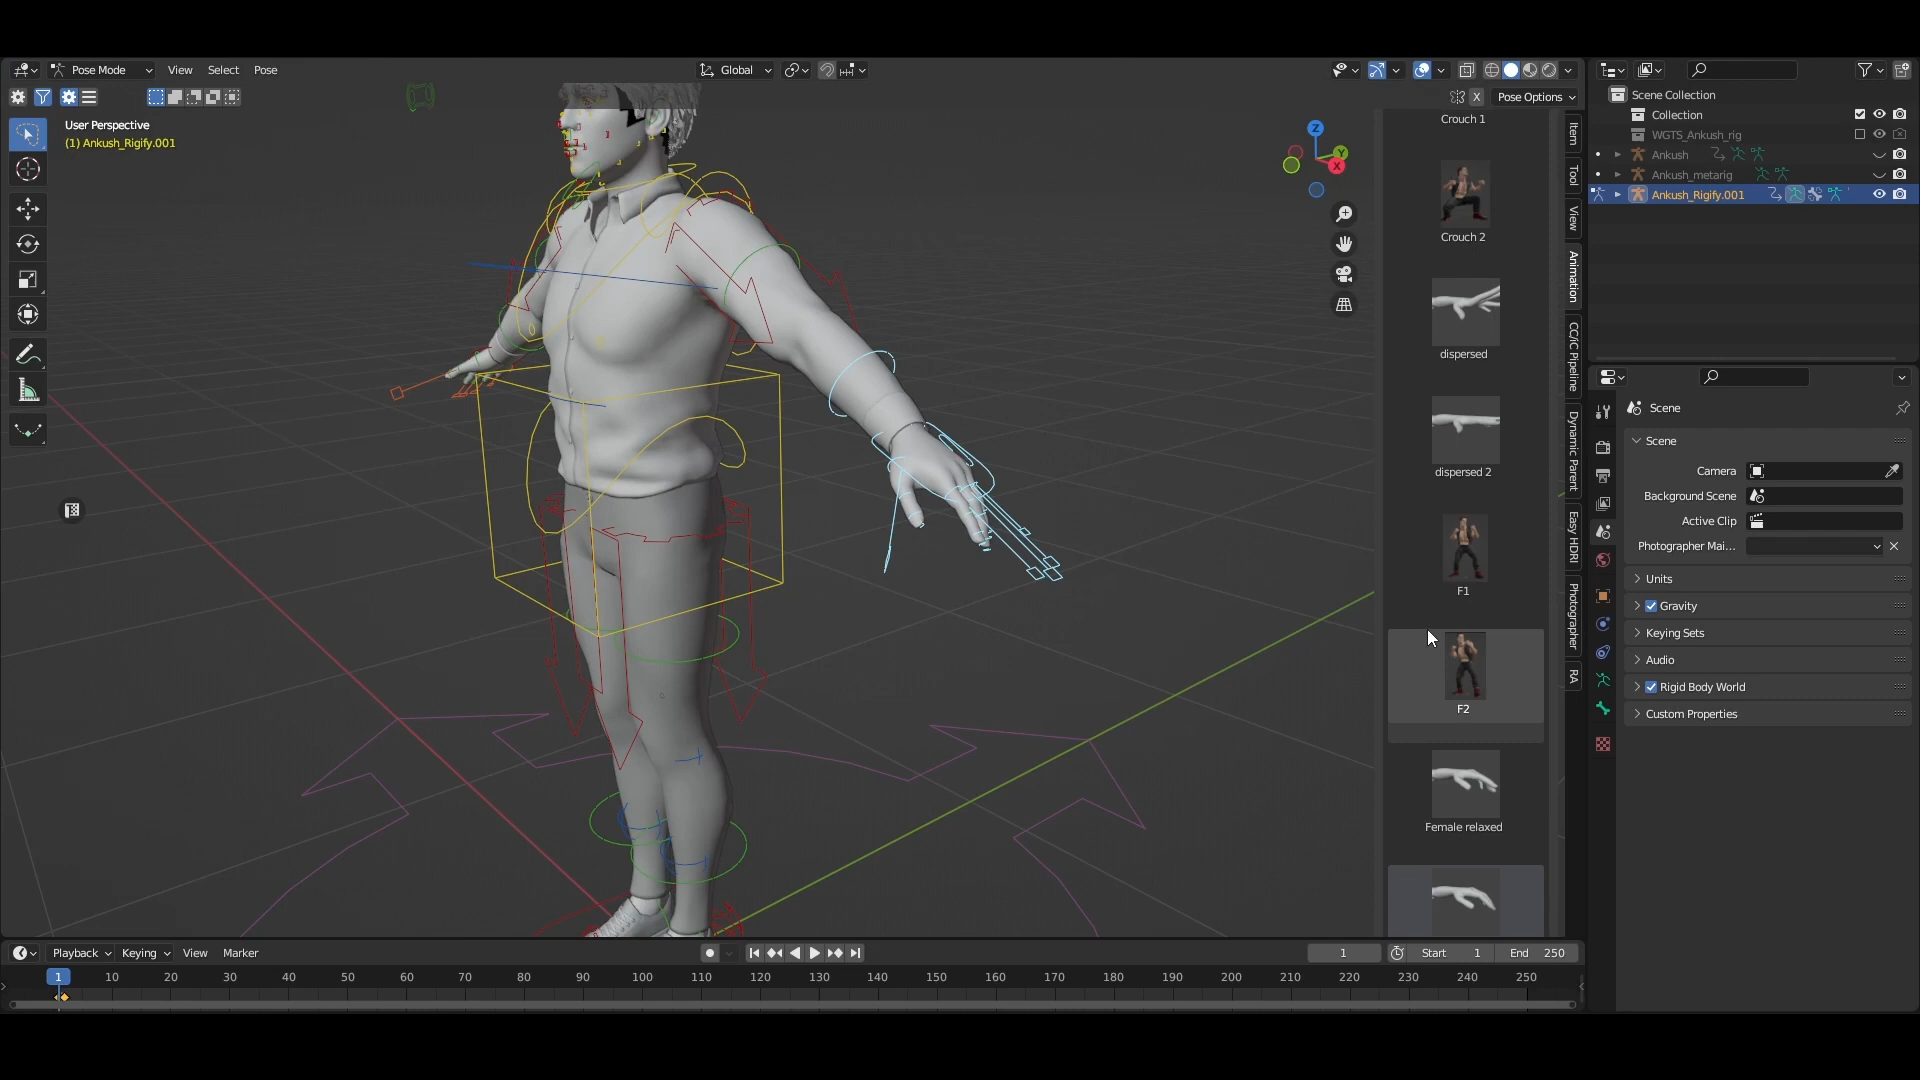 Pose Mode
View
Select
Pose
Global
X
Pose Options
User Perspective
(1) Ankush_Rigify.001
Z
Y
X
Crouch 1
Crouch 2
dispersed
dispersed 2
F1
F2
Female relaxed
Item
Tool
View
Animation
CC/iC Pipeline
Dynamic Parent
Easy HDRI
Photographer
RA
Scene Collection
Collection
WGTS_Ankush_rig
Ankush
Ankush_metarig
Ankush_Rigify.001
Scene
Scene
Camera
Background Scene
Active Clip
Photographer Mai...
Units
Gravity
Keying Sets
Audio
Rigid Body World
Custom Properties
Playback
Keying
View
Marker
1
Start 1
End 250
1 10 20 30 40 50 60 70 80 90 100 110 120 130 140 150 160 170 180 190 200 210 220 230 240 250